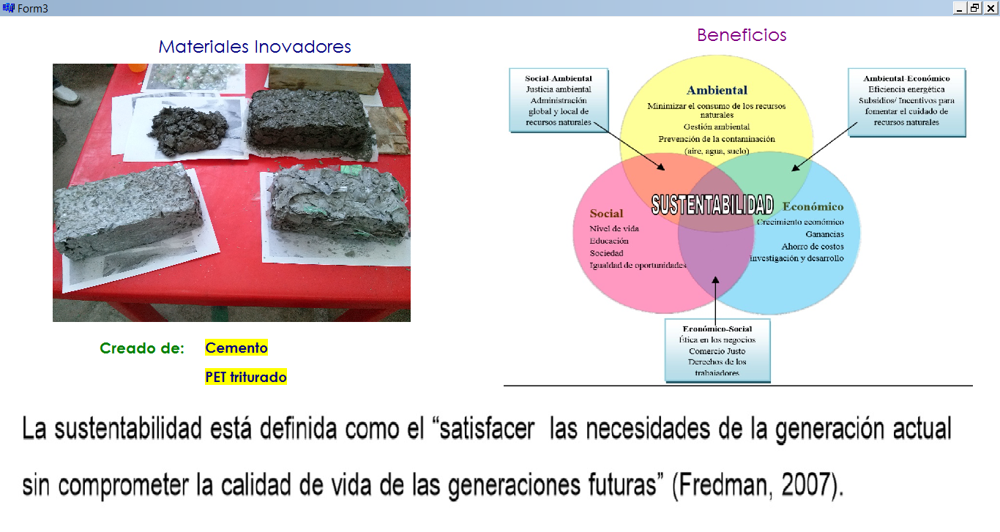 Form3
Materiales Inovadores
Creado de:
Cemento
PET triturado
Beneficios
Social-Ambiental
Justicia ambiental
Administración
global y local de
recursos naturales
Ambiental
Minimizar el consumo de los recursos
naturales
Gestión ambiental
Prevención de la contaminación
(aire, agua, suelo)
Ambiental-Económico
Eficiencia energética
Subsidios/ Incentivos para
fomentar el cuidado de
recursos naturales
SUSTENTABILIDAD
Social
Nivel de vida
Educación
Sociedad
Igualdad de oportunidades
Económico
Crecimiento económico
Ganancias
Ahorro de costos
Investigación y desarrollo
Económico-Social
Ética en los negocios
Comercio Justo
Derechos de los
trabajadores
La sustentabilidad está definida como el “satisfacer las necesidades de la generación actual
sin comprometer la calidad de vida de las generaciones futuras” (Fredman, 2007).